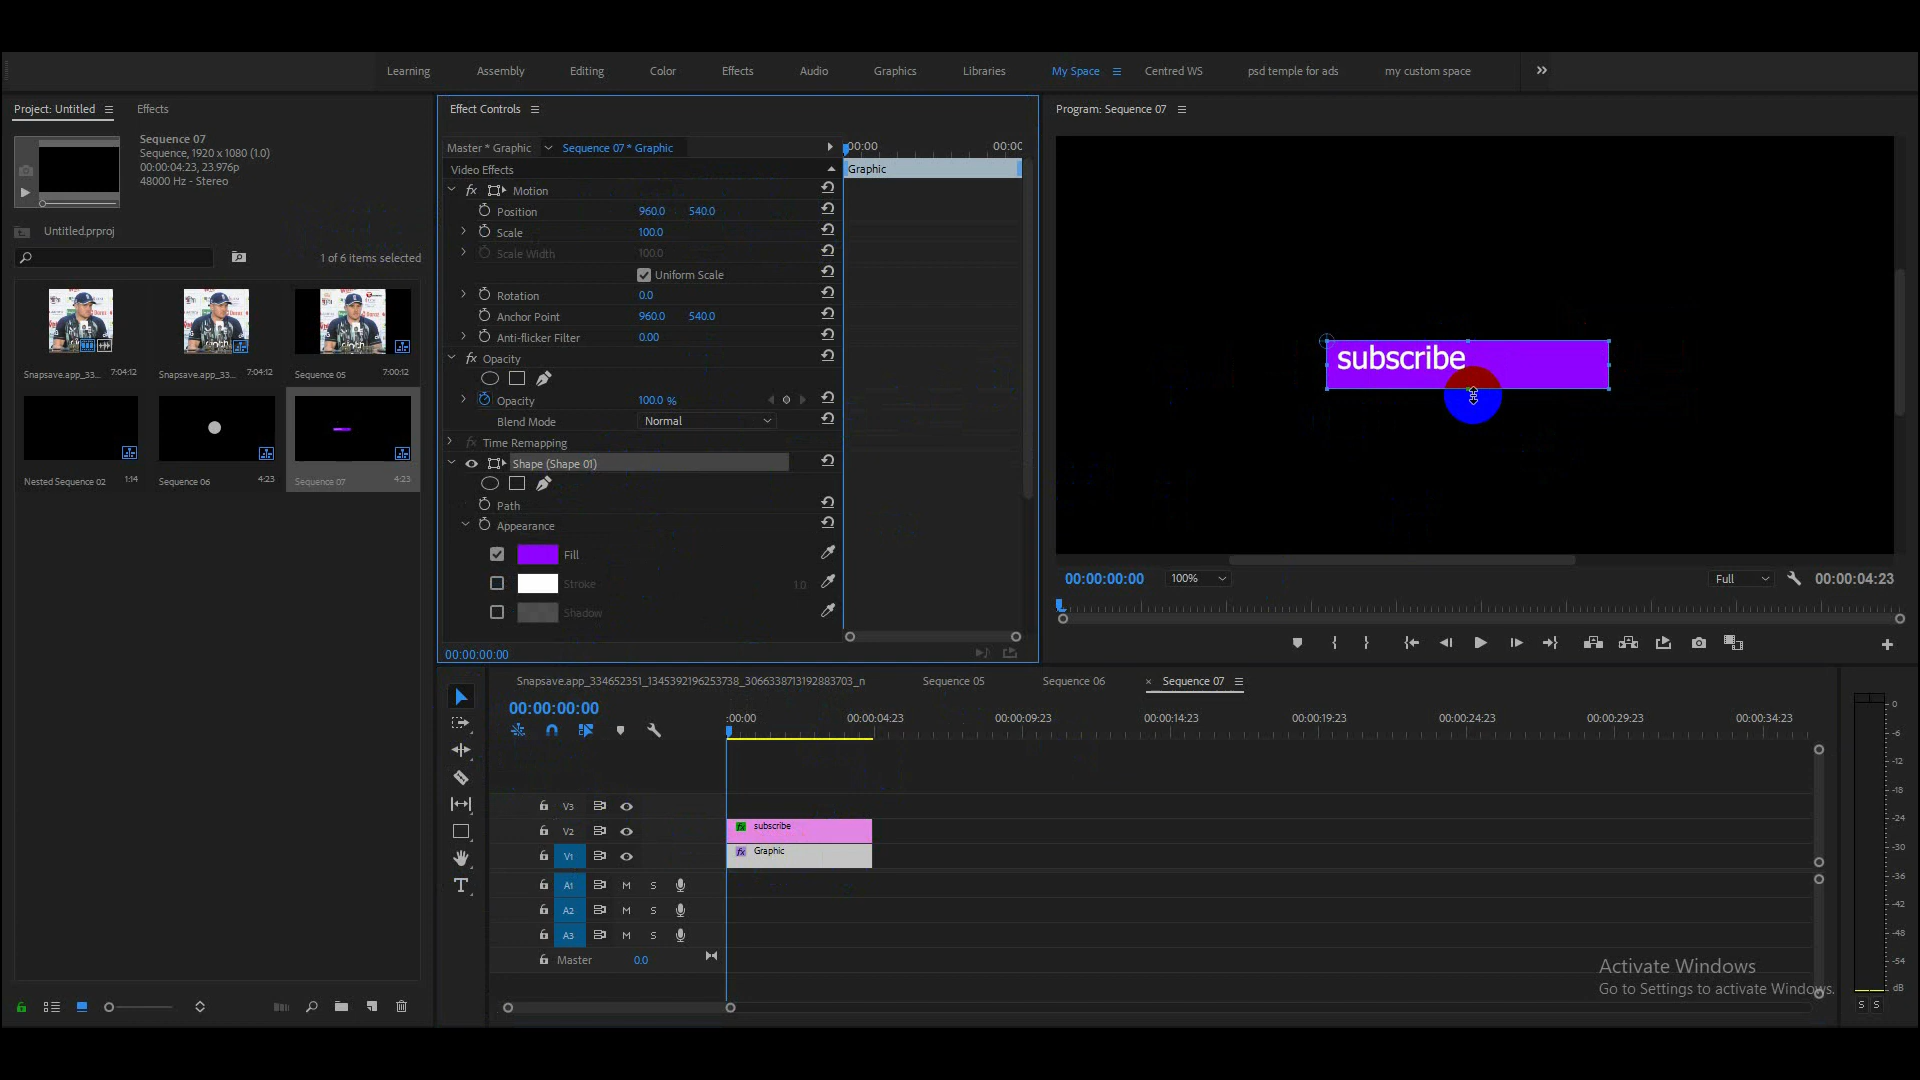 Learning Assembly Editing Color Effects Audio Graphics Libraries My Space Centred WS psd temple for ads my custom space
Project: Untitled Effects
Sequence 07
Sequence, 1920 x 1080 (1.0)
00:00:04:23, 23.976p
48000 Hz - Stereo
Untitled.prproj
1 of 6 items selected
Snapsave.app_33... 7:04:12 Snapsave.app_33... 7:04:12 Sequence 05 7:00:12
Nested Sequence 02 1:14 Sequence 06 4:23 Sequence 07 4:23
Effect Controls
Master * Graphic Sequence 07 * Graphic 00:00 00:0
Video Effects Graphic
fx Motion
Position 960.0 540.0
Scale 100.0
Scale Width 100.0
Uniform Scale
Rotation 0.0
Anchor Point 960.0 540.0
Anti-flicker Filter 0.00
fx Opacity
Opacity 100.0 %
Blend Mode Normal
fx Time Remapping
Shape (Shape 01)
Path
Appearance
Fill
Stroke 1.0
Shadow
00:00:00:00
Program: Sequence 07
subscribe
00:00:00:00 100% Full 00:00:04:23
Snapsave.app_334652351_1345392196253738_3066338713192883703_n Sequence 05 Sequence 06 × Sequence 07
00:00:00:00
:00:00 00:00:04:23 00:00:09:23 00:00:14:23 00:00:19:23 00:00:24:23 00:00:29:23 00:00:34:23
V3
V2 fx subscribe
V1 fx Graphic
A1 M S
A2 M S
A3 M S
Master 0.0
T
0
-6
-12
-18
-24
-30
-36
-42
-48
-54
dB
S S
Activate Windows
Go to Settings to activate Windows.